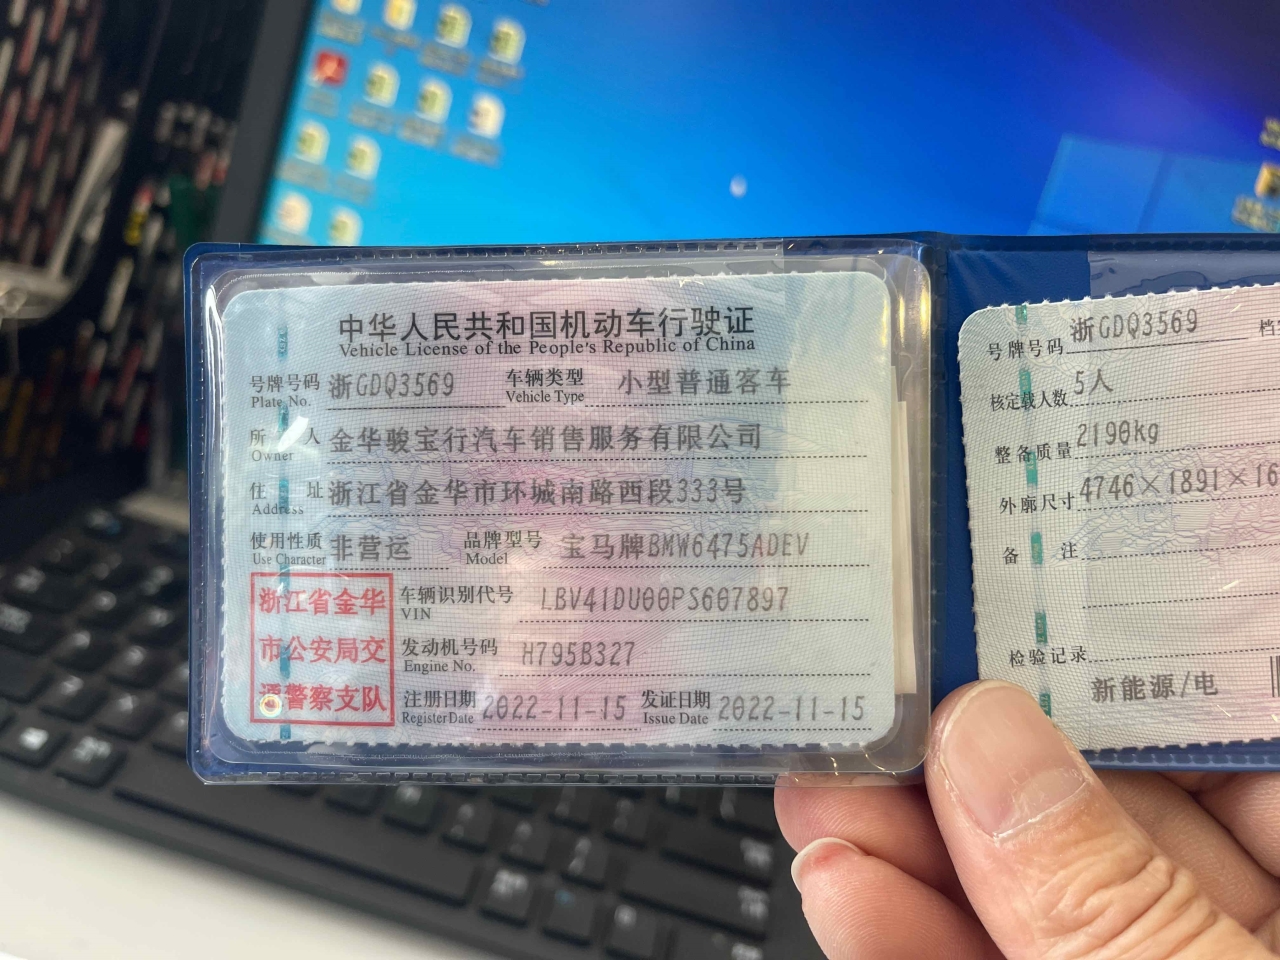 中华人民共和国机动车行驶证
Vehicle License of the People's Republic of China
号牌号码 浙GDQ3569 车辆类型 小型普通客车
Plate No. Vehicle Type
所 人 金华骏宝行汽车销售服务有限公司
Owner
住 址 浙江省金华市环城南路西段333号
Address
使用性质 非营运 品牌型号 宝马牌BMW6475ADEV
Use Character Model
浙江省金华
市公安局交
通警察支队
车辆识别代号 LBV41DU00PS607897
VIN
发动机号码 H795B327
Engine No.
注册日期 2022-11-15 发证日期 2022-11-15
Register Date Issue Date
号牌号码 浙GDQ3569 档
核定载人数 5人
整备质量 2190kg
外廓尺寸 4746×1891×16
备 注
检验记录
新能源/电